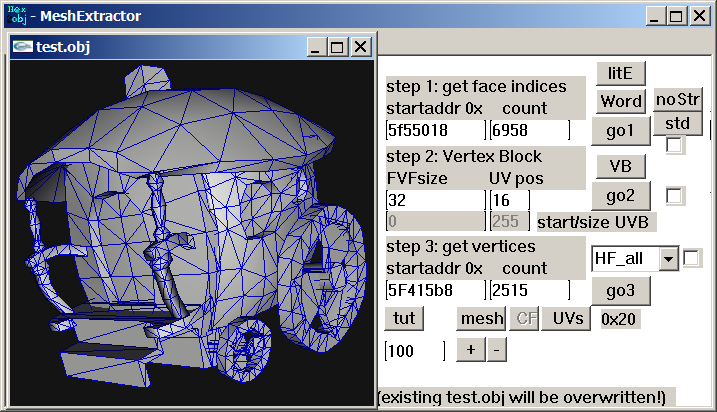 Hex
obj - MeshExtractor
test.obj
step 1: get face indices
startaddr 0x count
5f55018 6958
litE
Word noStr
go1 std
step 2: Vertex Block
FVFsize UV pos
32 16
0 255 start/size UVB
VB
go2
step 3: get vertices
startaddr 0x count
5F415b8 2515
HF_all
go3
tut mesh CF UVs 0x20
100 + -
(existing test.obj will be overwritten!)